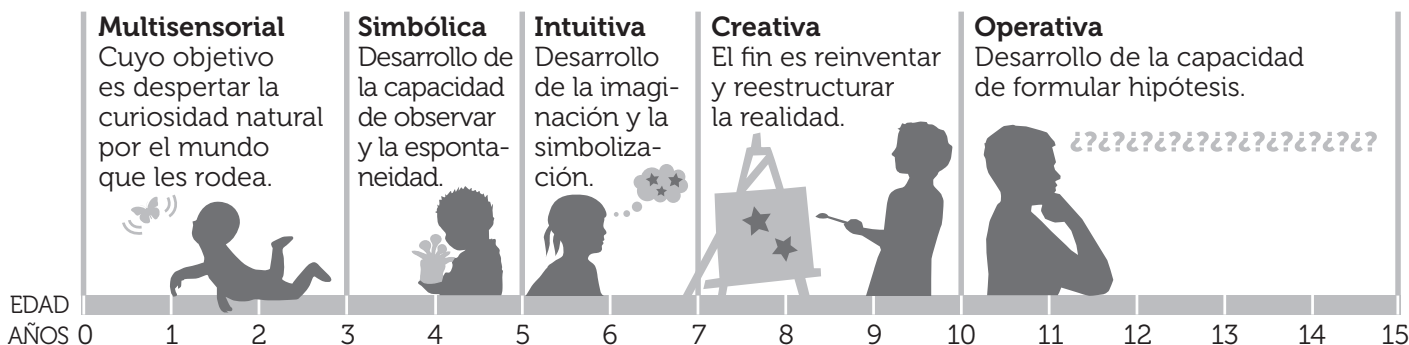 Multisensorial
Cuyo objetivo
es despertar la
curiosidad natural
por el mundo
que les rodea.
Simbólica
Desarrollo de
la capacidad
de observar
y la esponta-
neidad.
Intuitiva
Desarrollo
de la imagi-
nación y la
simboliza-
ción.
Creativa
El fin es reinventar
y reestructurar
la realidad.
Operativa
Desarrollo de la capacidad
de formular hipótesis.
¿?¿?¿?¿?¿?¿?¿?¿?¿?¿?¿?
EDAD
AÑOS 0 1 2 3 4 5 6 7 8 9 10 11 12 13 14 15